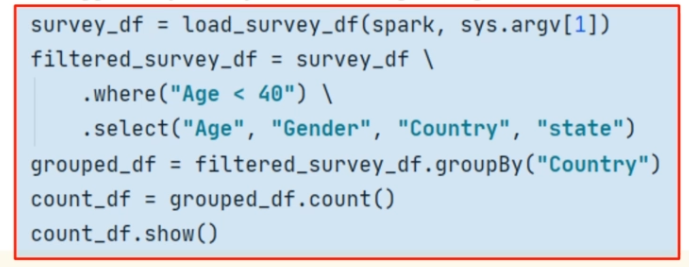 survey_df = load_survey_df(spark, sys.argv[1])
filtered_survey_df = survey_df \
    .where("Age < 40") \
    .select("Age", "Gender", "Country", "state")
grouped_df = filtered_survey_df.groupBy("Country")
count_df = grouped_df.count()
count_df.show()